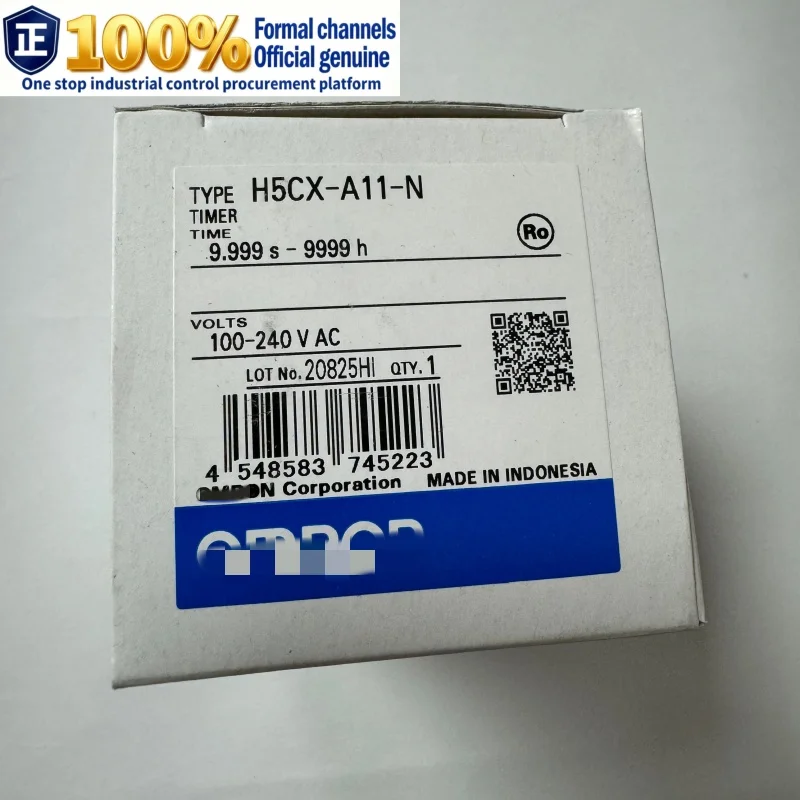 正 100% Formal channels
Official genuine
One stop industrial control procurement platform
TYPE H5CX-A11-N
TIMER
TIME
9.999 s - 9999 h
Ro
VOLTS
100-240 V AC
LOT No. 20825HI QTY. 1
4 548583 745223
Corporation MADE IN INDONESIA